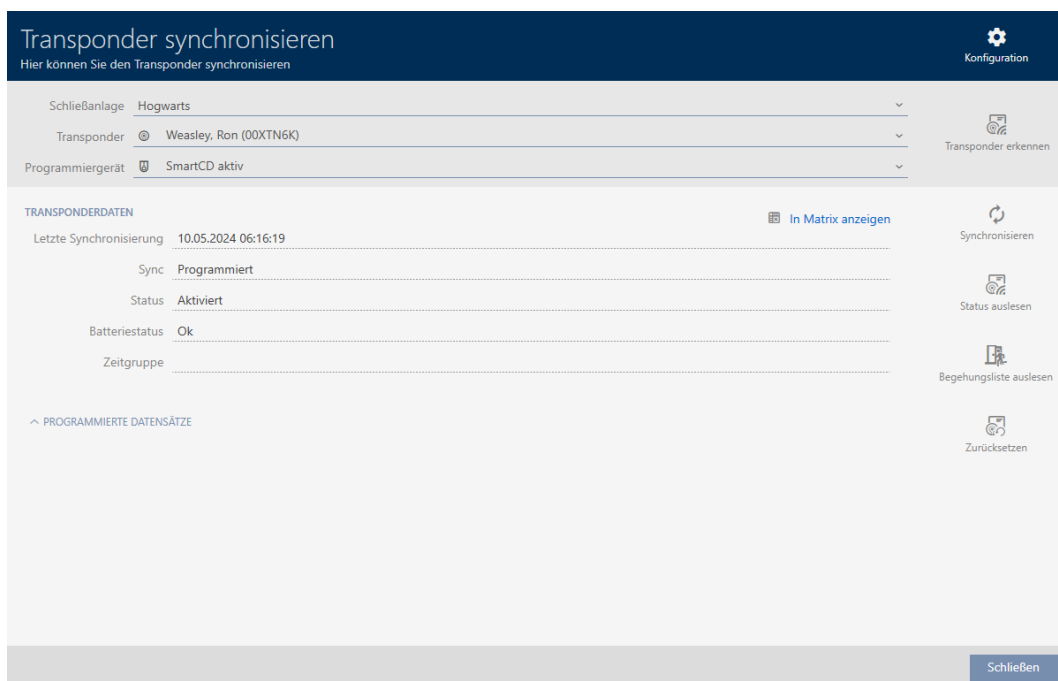 Transponder synchronisieren
Hier können Sie den Transponder synchronisieren
Konfiguration
Schließanlage Hogwarts
Transponder Weasley, Ron (00XTN6K)
Programmiergerät SmartCD aktiv
Transponder erkennen
TRANSPONDERDATEN
In Matrix anzeigen
Letzte Synchronisierung 10.05.2024 06:16:19
Sync Programmiert
Status Aktiviert
Batteriestatus Ok
Zeitgruppe
PROGRAMMIERTE DATENSÄTZE
Synchronisieren
Status auslesen
Begehungsliste auslesen
Zurücksetzen
Schließen